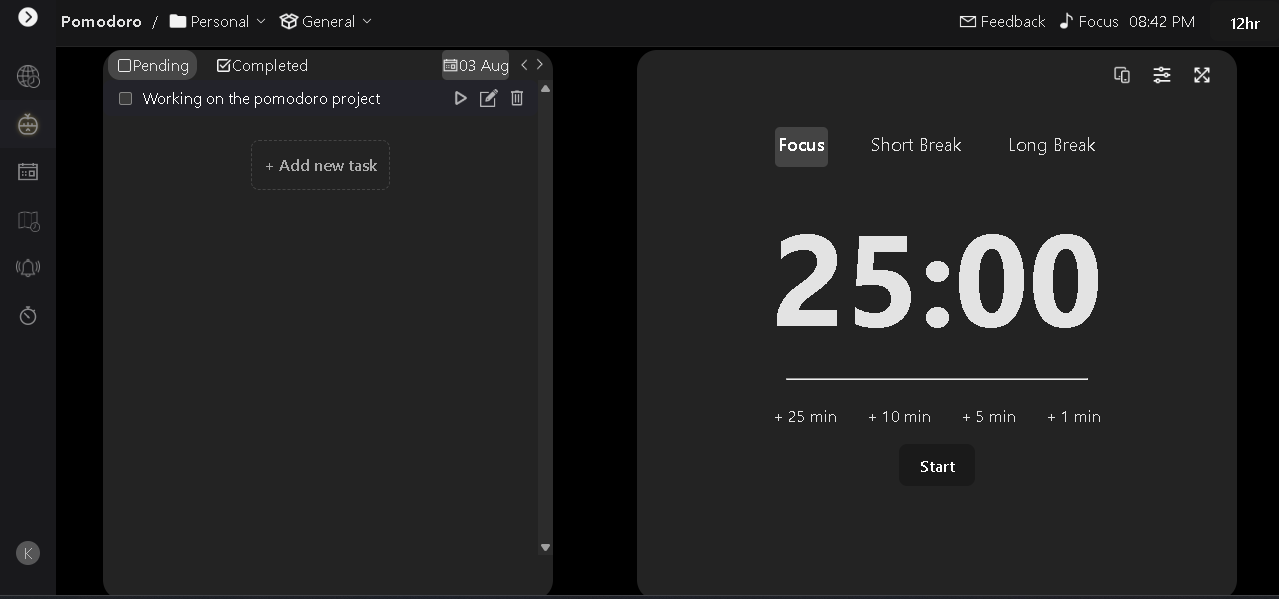 Pomodoro / Personal General Feedback Focus 08:42 PM 12hr
Pending Completed 03 Aug
Working on the pomodoro project
+ Add new task
Focus Short Break Long Break
25:00
+ 25 min + 10 min + 5 min + 1 min
Start
K